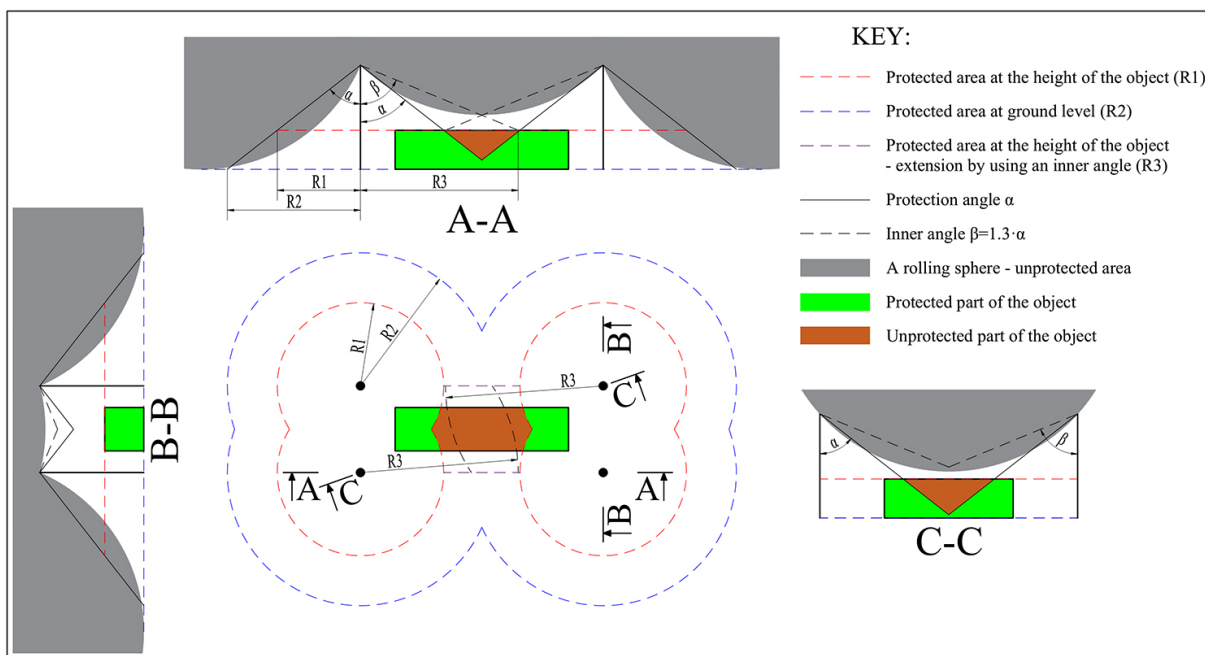 KEY:
Protected area at the height of the object (R1)
Protected area at ground level (R2)
Protected area at the height of the object
- extension by using an inner angle (R3)
Protection angle α
Inner angle β=1.3·α
A rolling sphere - unprotected area
Protected part of the object
Unprotected part of the object
α
β
α
R1
R3
R2
A-A
B-B
R1
R2
B
R3
C
R3
A
C
A
B
α
β
C-C